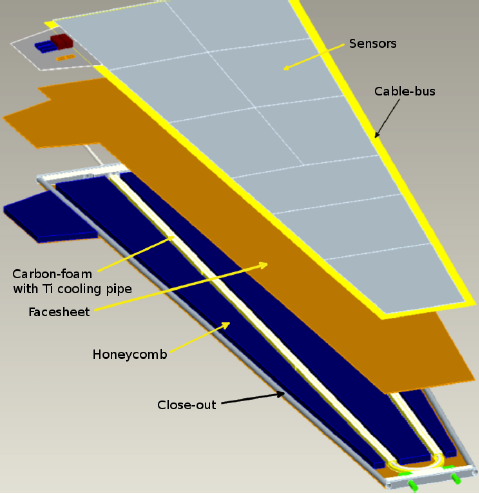 Sensors
Cable-bus
Carbon-foam
with Ti cooling pipe
Facesheet
Honeycomb
Close-out